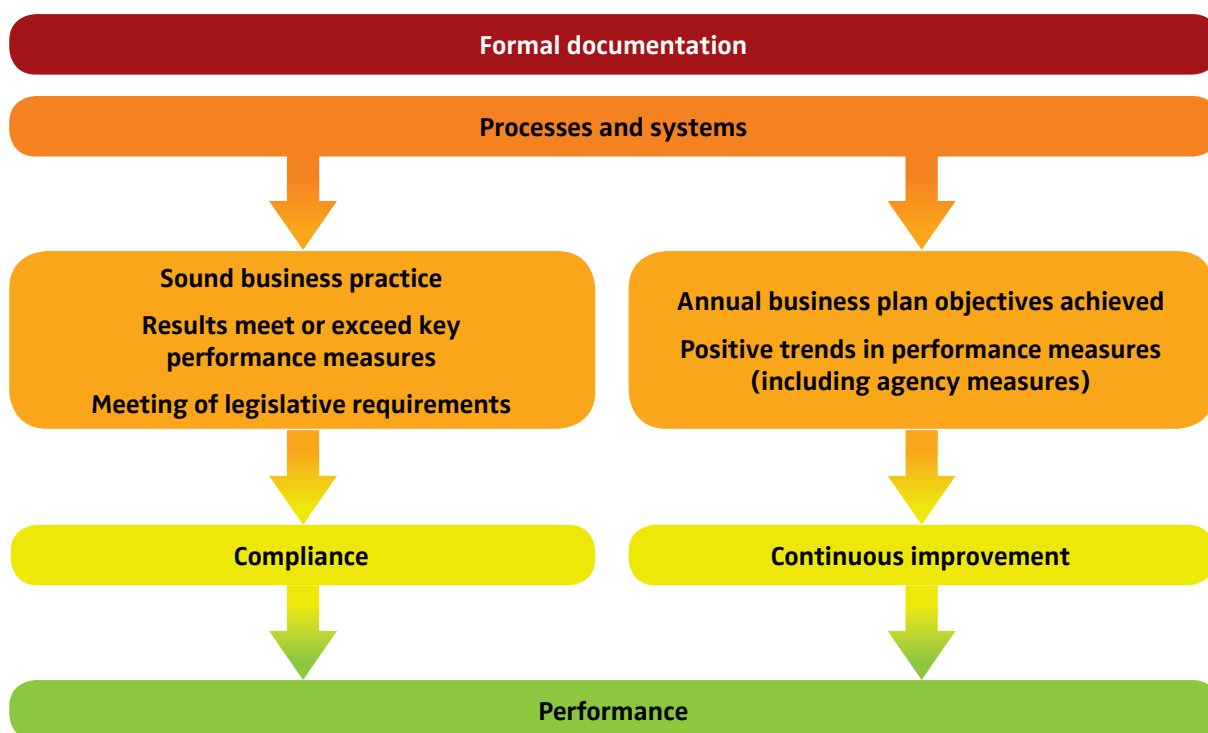 Formal documentation
Processes and systems
Sound business practice
Results meet or exceed key
performance measures
Meeting of legislative requirements
Annual business plan objectives achieved
Positive trends in performance measures
(including agency measures)
Compliance
Continuous improvement
Performance